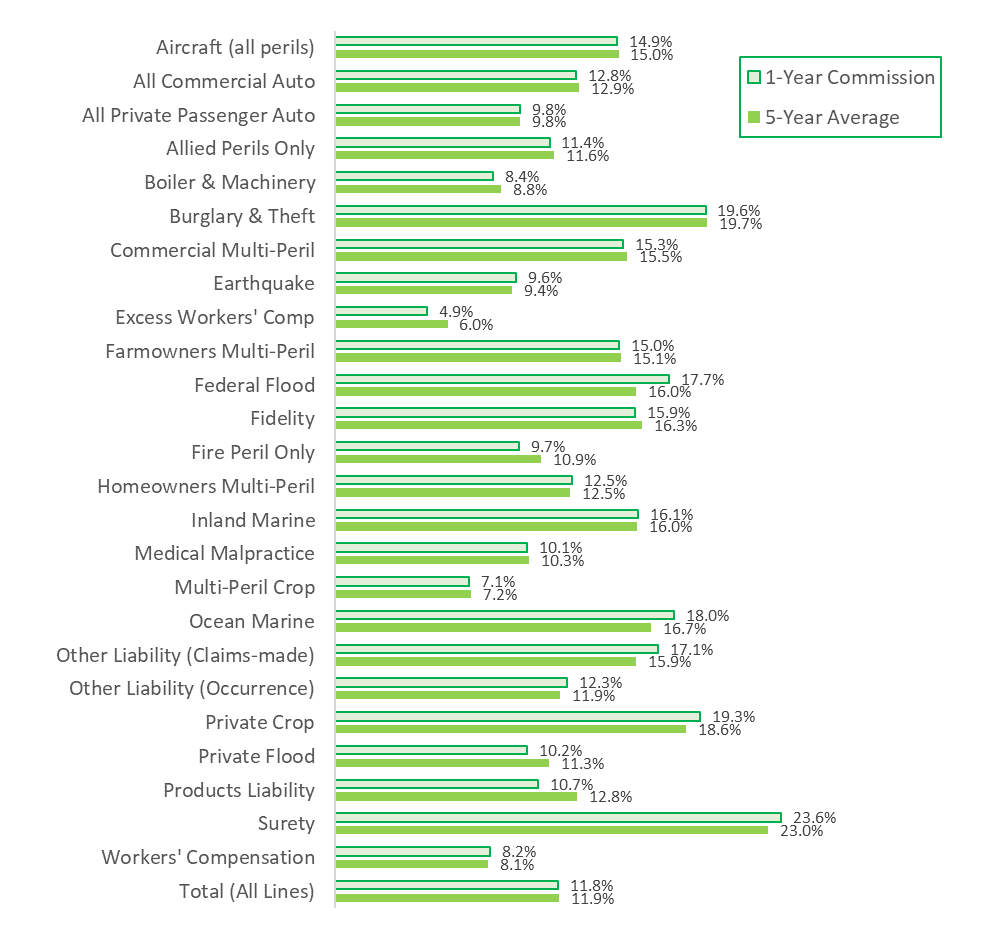 Aircraft (all perils) 14.9%
15.0%
All Commercial Auto 12.8%
12.9%
All Private Passenger Auto 9.8%
9.8%
Allied Perils Only 11.4%
11.6%
Boiler & Machinery 8.4%
8.8%
Burglary & Theft 19.6%
19.7%
Commercial Multi-Peril 15.3%
15.5%
Earthquake 9.6%
9.4%
Excess Workers' Comp 4.9%
6.0%
Farmowners Multi-Peril 15.0%
15.1%
Federal Flood 17.7%
16.0%
Fidelity 15.9%
16.3%
Fire Peril Only 9.7%
10.9%
Homeowners Multi-Peril 12.5%
12.5%
Inland Marine 16.1%
16.0%
Medical Malpractice 10.1%
10.3%
Multi-Peril Crop 7.1%
7.2%
Ocean Marine 18.0%
16.7%
Other Liability (Claims-made) 17.1%
15.9%
Other Liability (Occurrence) 12.3%
11.9%
Private Crop 19.3%
18.6%
Private Flood 10.2%
11.3%
Products Liability 10.7%
12.8%
Surety 23.6%
23.0%
Workers' Compensation 8.2%
8.1%
Total (All Lines) 11.8%
11.9%
1-Year Commission
5-Year Average